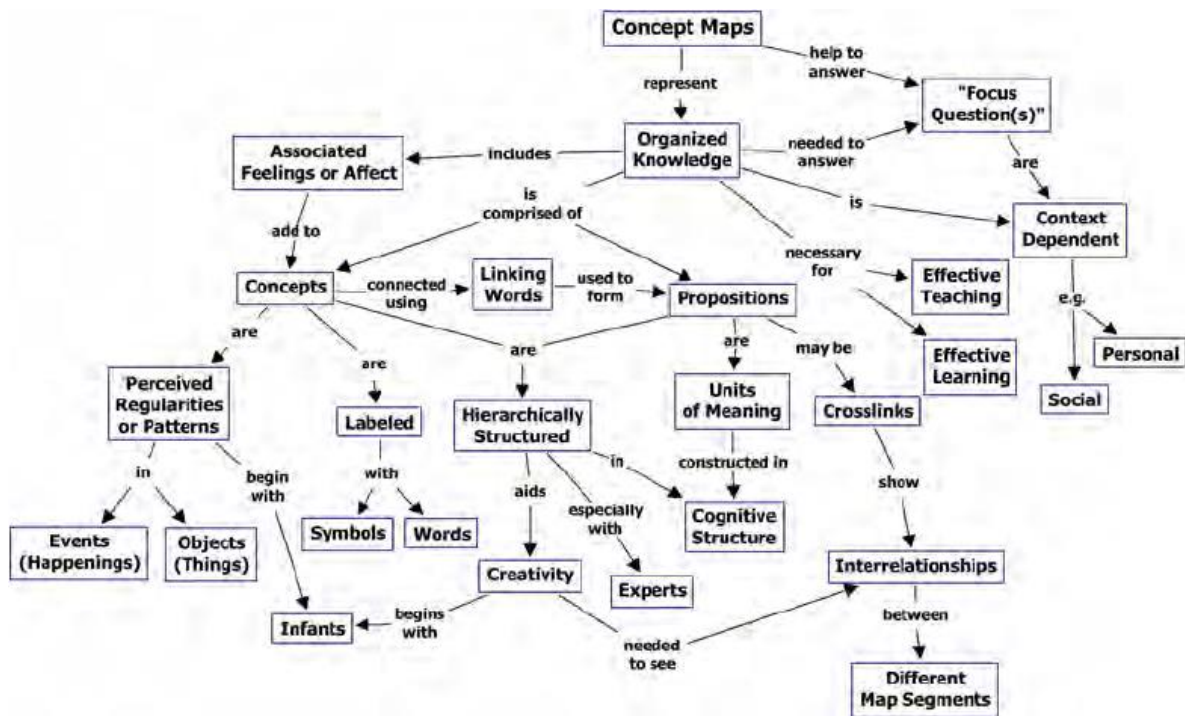 Concept Maps
help to
answer
represent
"Focus
Question(s)"
Organized
Knowledge
needed to
answer
includes
Associated
Feelings or Affect
are
is
comprised of
is
Context
Dependent
add to
necessary
for
Concepts
connected
using
Linking
Words
used to
form
Propositions
Effective
Teaching
e.g.
are
are
are
are
may be
Effective
Learning
Personal
Perceived
Regularities
or Patterns
Labeled
Hierarchically
Structured
Units
of Meaning
Crosslinks
Social
in
begin
with
with
aids
in
constructed in
show
especially
with
Events
(Happenings)
Objects
(Things)
Symbols
Words
Cognitive
Structure
Creativity
Experts
Interrelationships
Infants
begins
with
needed
to see
between
Different
Map Segments